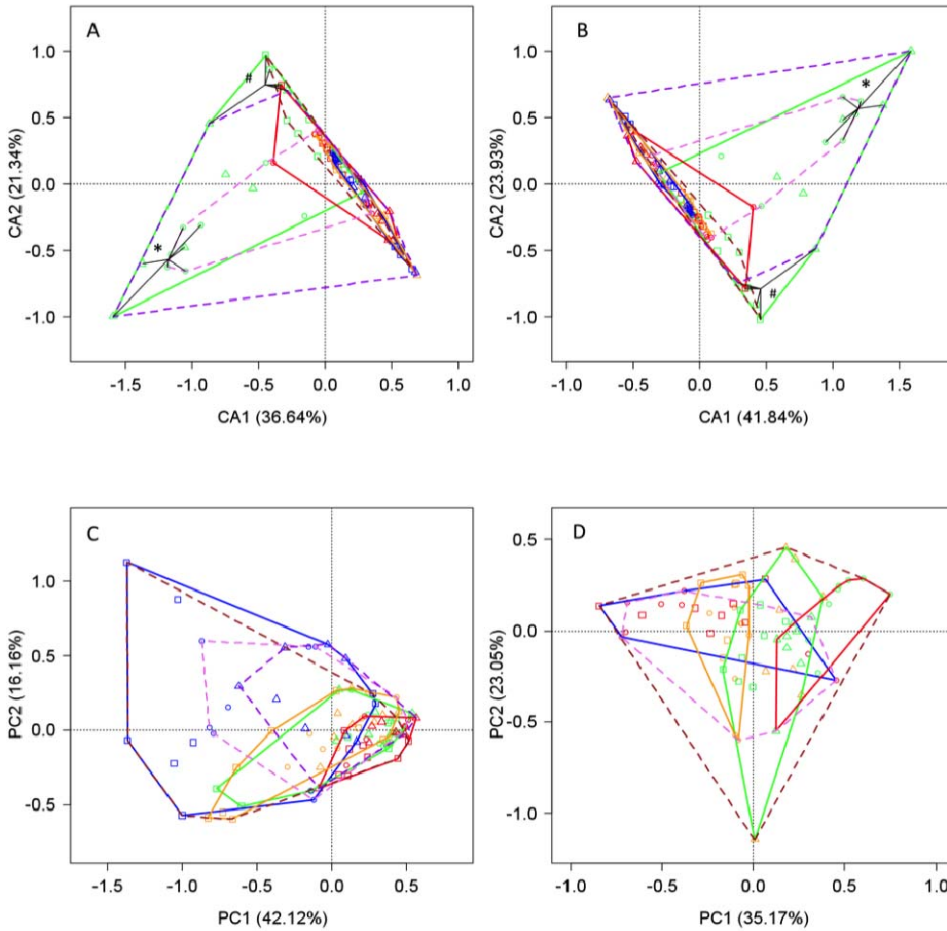 A
1.0
0.5
0.0
-0.5
-1.0
CA2 (21.34%)
#
*
-1.5 -1.0 -0.5 0.0 0.5 1.0
CA1 (36.64%)
B
1.0
0.5
0.0
-0.5
-1.0
CA2 (23.93%)
*
#
-1.0 -0.5 0.0 0.5 1.0 1.5
CA1 (41.84%)
C
1.0
0.5
0.0
-0.5
PC2 (16.16%)
-1.5 -1.0 -0.5 0.0 0.5
PC1 (42.12%)
D
0.5
0.0
-0.5
-1.0
PC2 (23.05%)
-1.0 -0.5 0.0 0.5 1.0
PC1 (35.17%)